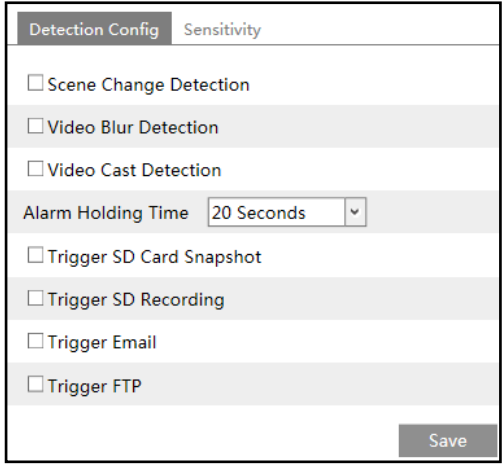 Detection Config Sensitivity
Scene Change Detection
Video Blur Detection
Video Cast Detection
Alarm Holding Time 20 Seconds
Trigger SD Card Snapshot
Trigger SD Recording
Trigger Email
Trigger FTP
Save